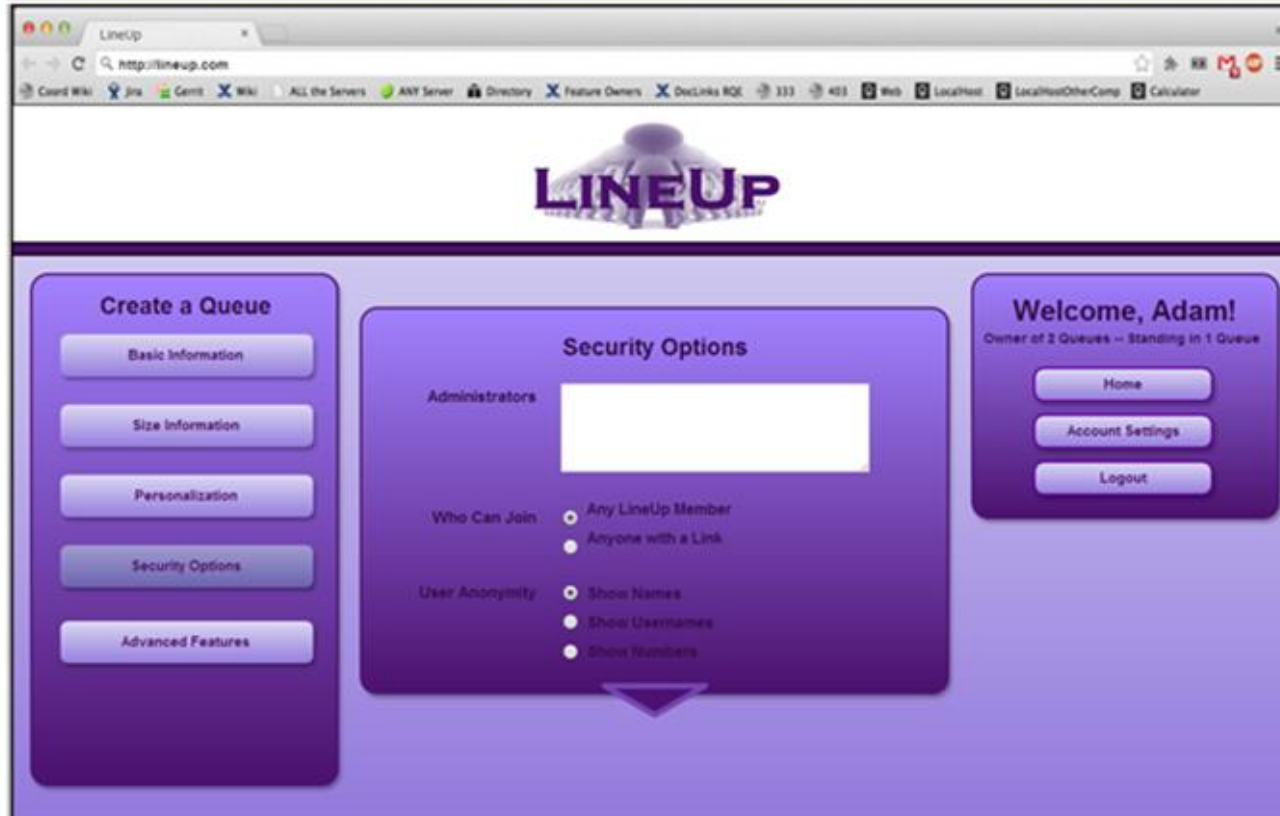 LineUp
http://lineup.com
Coord Wiki Jira Gerrit Wiki ALL the Servers ANY Server Directory Feature Owners DocLinks RQE 333 403 Web LocalHost LocalHostOtherComp Calculator
LINEUP
Create a Queue
Basic Information
Size Information
Personalization
Security Options
Advanced Features
Security Options
Administrators
Who Can Join
Any LineUp Member
Anyone with a Link
User Anonymity
Show Names
Show Usernames
Show Numbers
Welcome, Adam!
Owner of 2 Queues -- Standing in 1 Queue
Home
Account Settings
Logout